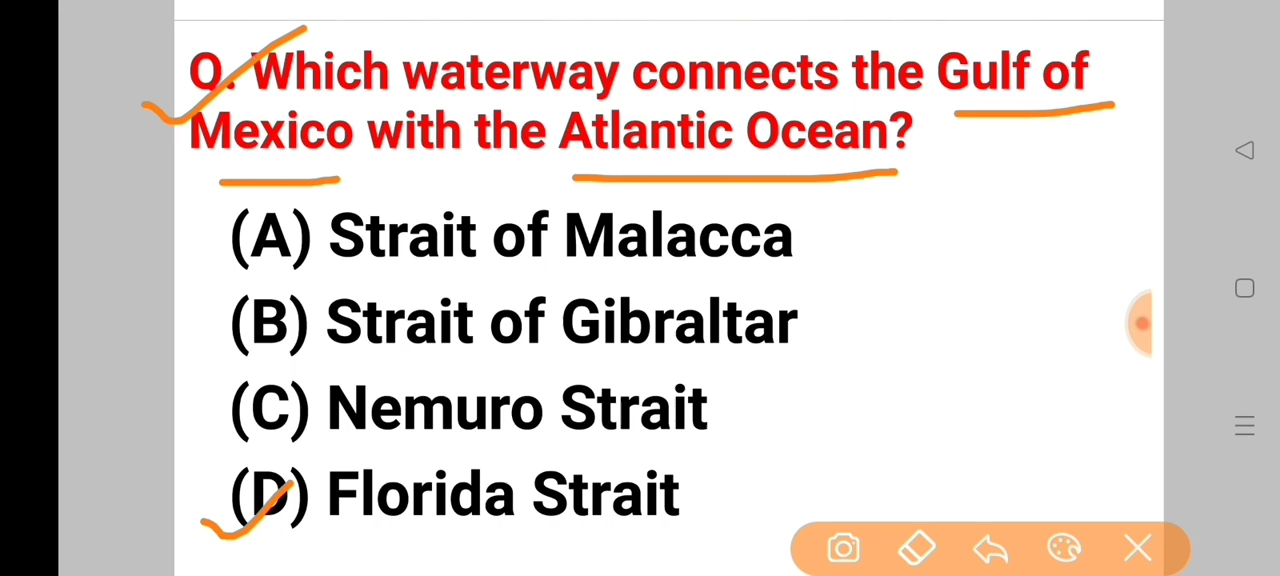 Q. Which waterway connects the Gulf of
Mexico with the Atlantic Ocean?
(A) Strait of Malacca
(B) Strait of Gibraltar
(C) Nemuro Strait
(D) Florida Strait